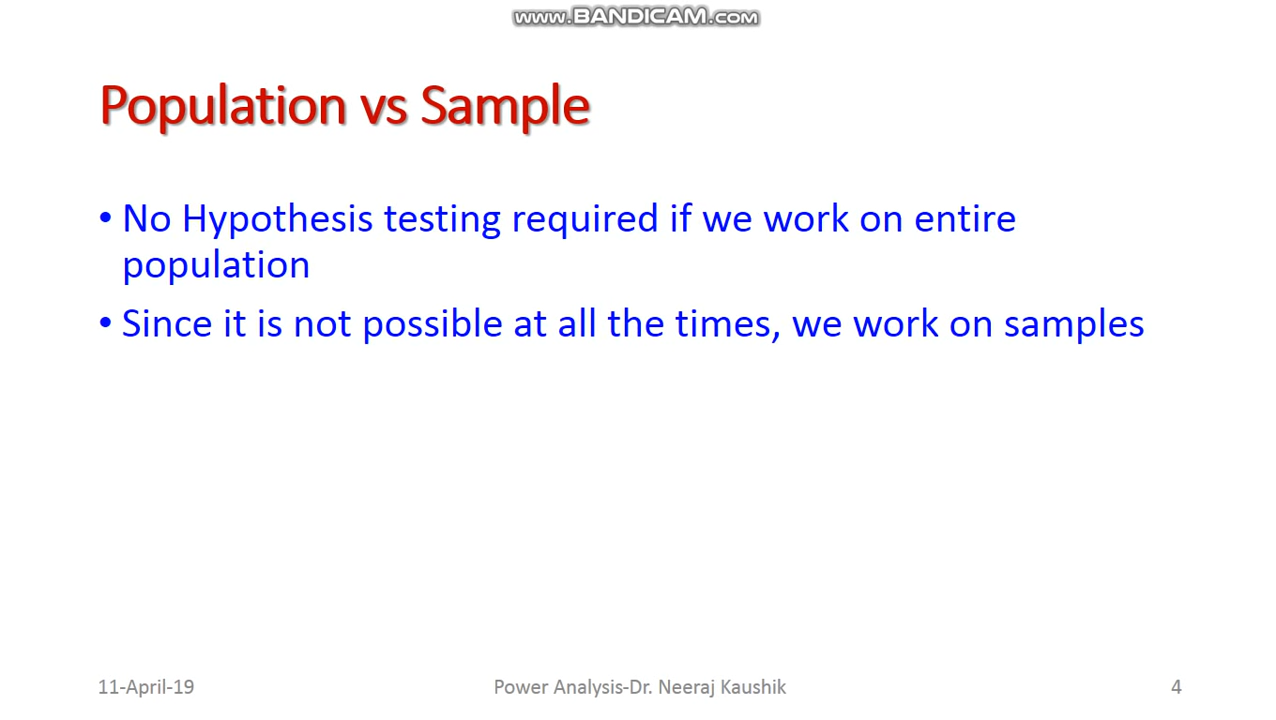 www.BANDICAM.com
Population vs Sample
• No Hypothesis testing required if we work on entire
population
• Since it is not possible at all the times, we work on samples
11-April-19
Power Analysis-Dr. Neeraj Kaushik
4